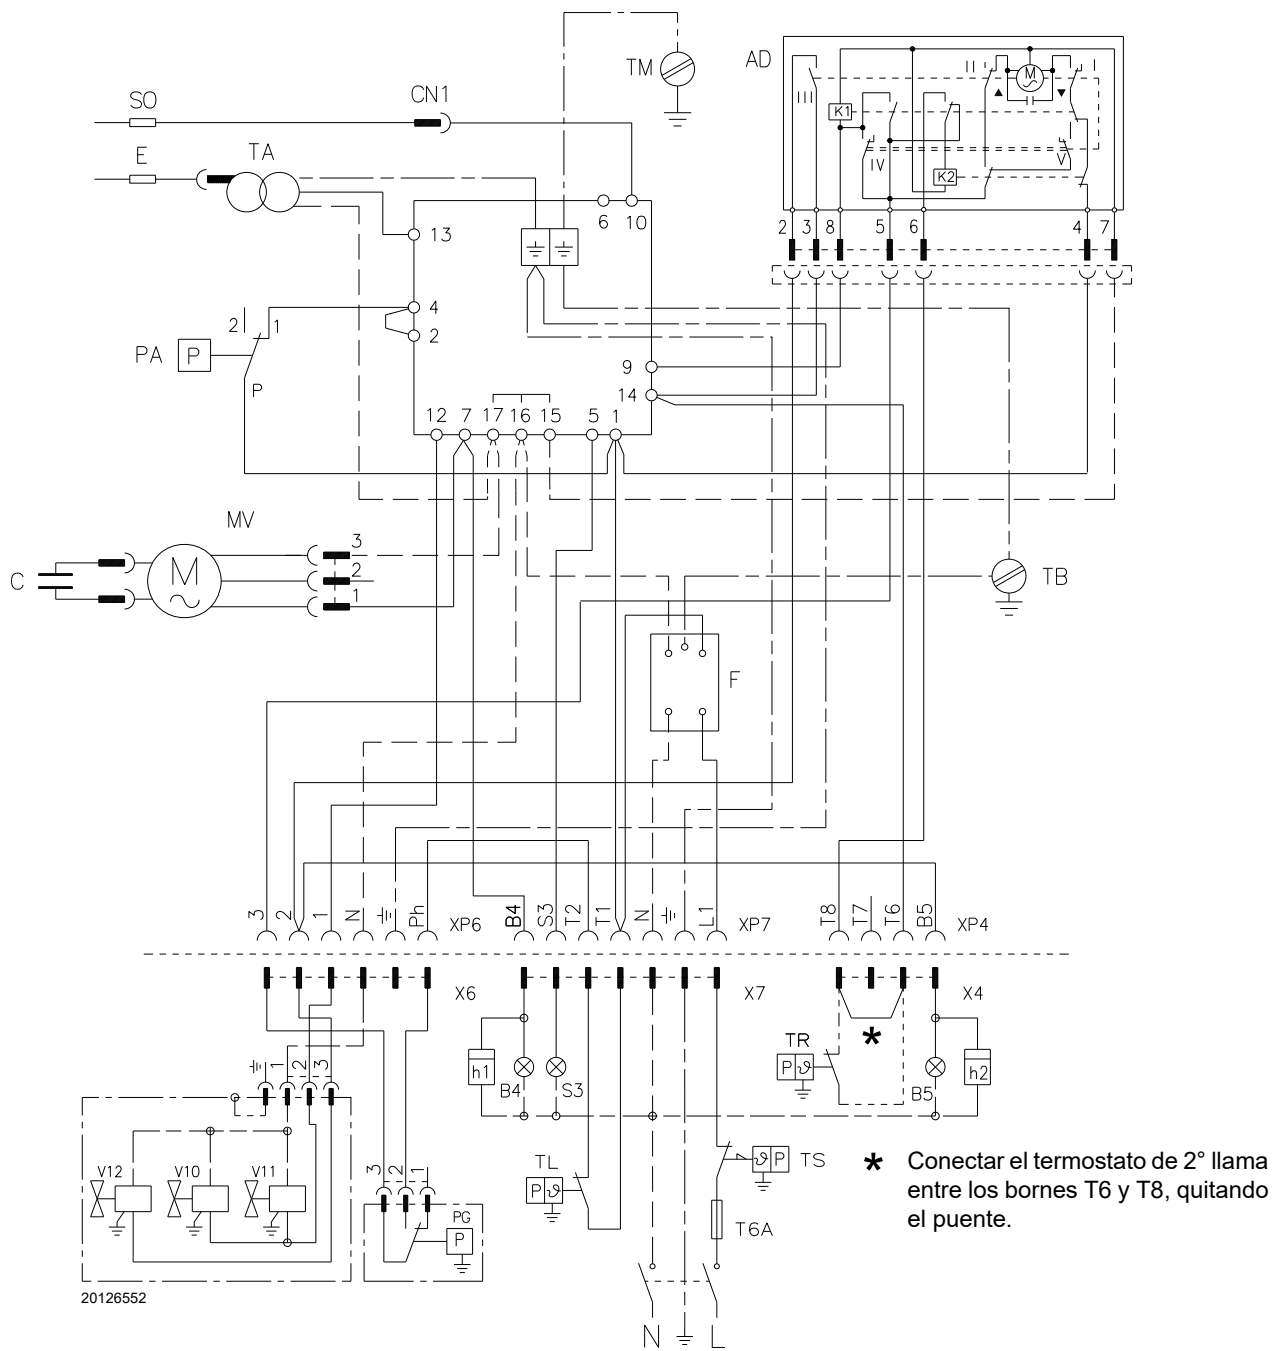 TM
AD
SO
CN1
II
I
M
III
K1
E
TA
IV
V
K2
6 10
13
2 3 8 5 6 4 7
4
2 1
2
PA P
9
P
14
12 7 17 16 15 5 1
MV
3
C M 2
TB
1
F
3 2 1 N Ph XP6 B4 S3 T2 T1 N L1 XP7 T8 T7 T6 B5 XP4
X6 X7 X4
TR
h1 P h2
1 2 3
B4 S3 B5
TL TS
3 2 1 P P
V12 V10 V11
PG
P
T6A
* Conectar el termostato de 2° llama
entre los bornes T6 y T8, quitando
el puente.
20126552
N L